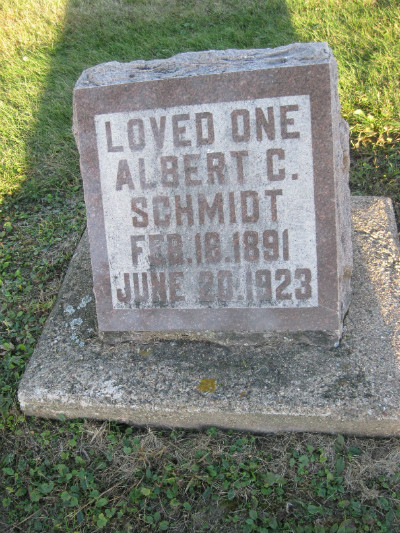 LOVED ONE
ALBERT C.
SCHMIDT
FEB.18.1891
JUNE 20.1923